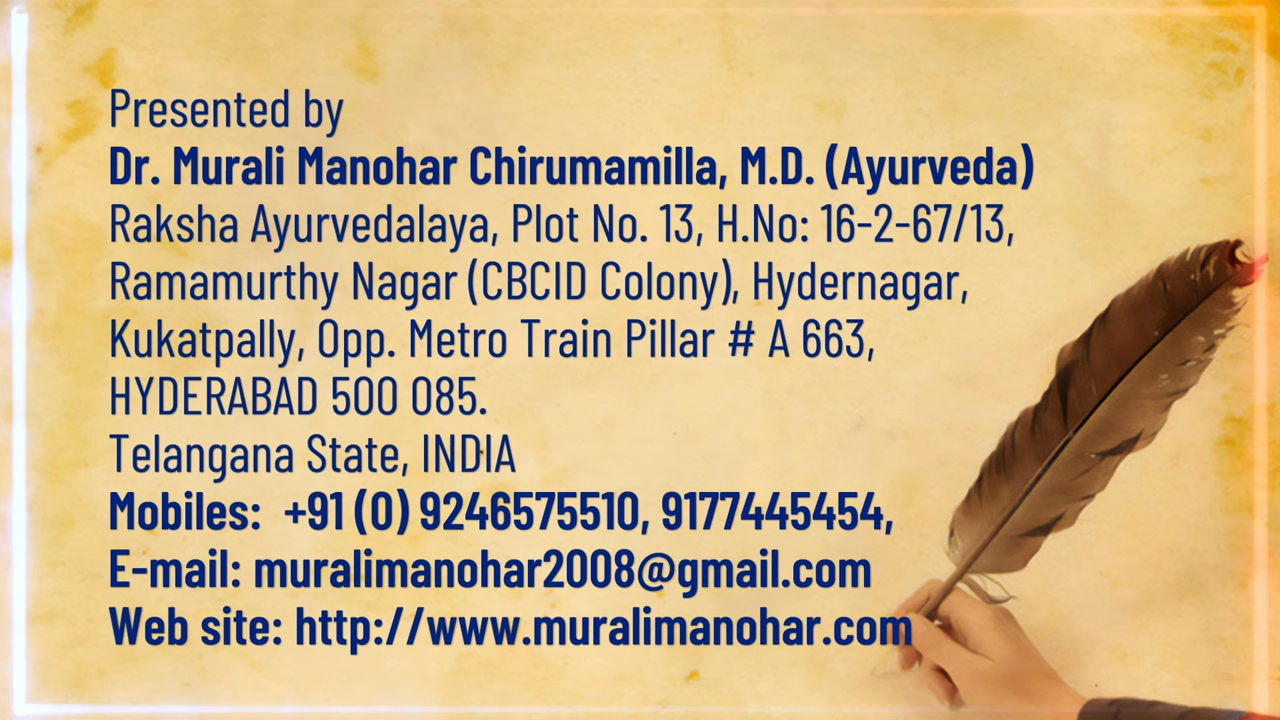 Presented by
Dr. Murali Manohar Chirumamilla, M.D. (Ayurveda)
Raksha Ayurvedalaya, Plot No. 13, H.No: 16-2-67/13,
Ramamurthy Nagar (CBCID Colony), Hydernagar,
Kukatpally, Opp. Metro Train Pillar # A 663,
HYDERABAD 500 085.
Telangana State, INDIA
Mobiles:  +91 (0) 9246575510, 9177445454,
E-mail: muralimanohar2008@gmail.com
Web site: http://www.muralimanohar.com